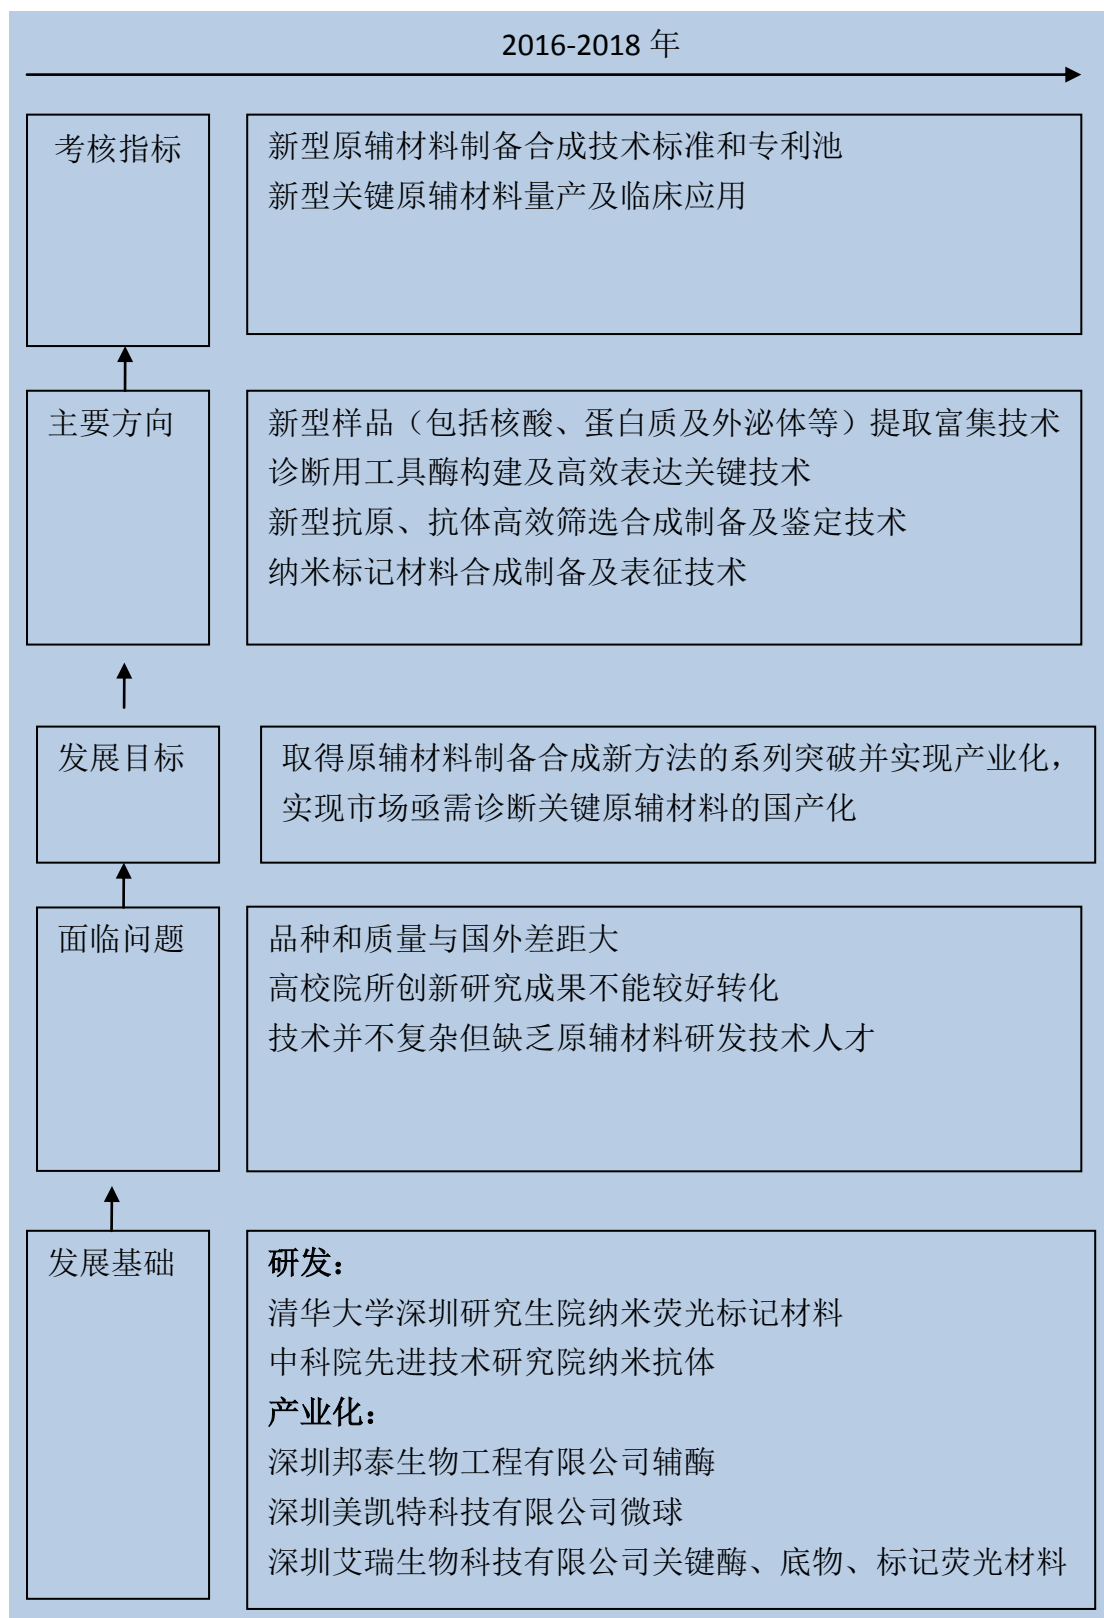 2016-2018 年
考核指标
新型原辅材料制备合成技术标准和专利池
新型关键原辅材料量产及临床应用
主要方向
新型样品（包括核酸、蛋白质及外泌体等）提取富集技术
诊断用工具酶构建及高效表达关键技术
新型抗原、抗体高效筛选合成制备及鉴定技术
纳米标记材料合成制备及表征技术
发展目标
取得原辅材料制备合成新方法的系列突破并实现产业化，
实现市场亟需诊断关键原辅材料的国产化
面临问题
品种和质量与国外差距大
高校院所创新研究成果不能较好转化
技术并不复杂但缺乏原辅材料研发技术人才
发展基础
研发：
清华大学深圳研究生院纳米荧光标记材料
中科院先进技术研究院纳米抗体
产业化：
深圳邦泰生物工程有限公司辅酶
深圳美凯特科技有限公司微球
深圳艾瑞生物科技有限公司关键酶、底物、标记荧光材料